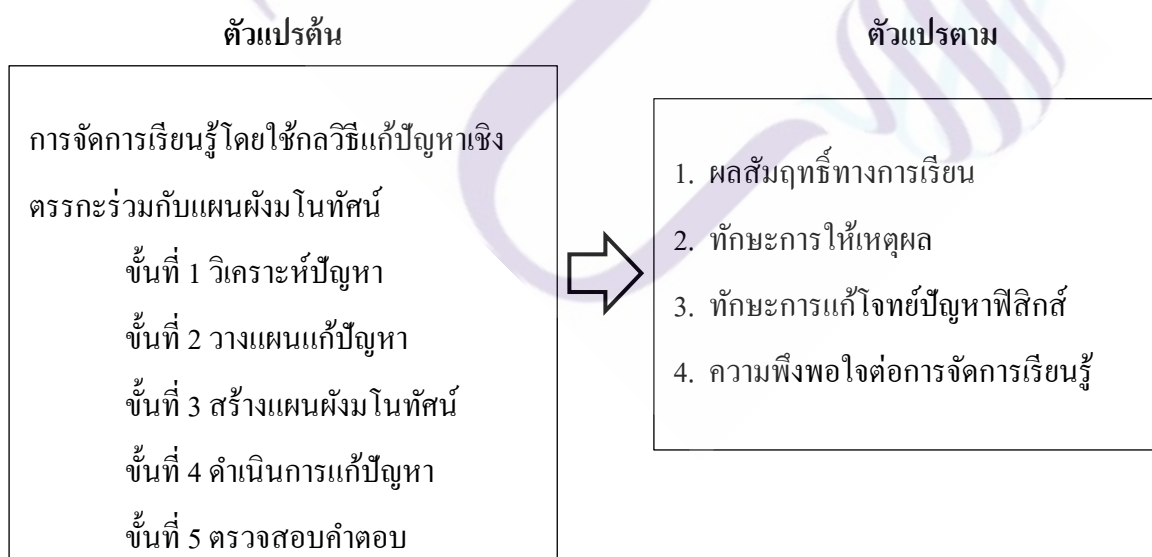 ตัวแปรต้น
การจัดการเรียนรู้โดยใช้กลวิธีแก้ปัญหาเชิง
ตรรกะร่วมกับแผนผังมโนทัศน์
ขั้นที่ 1 วิเคราะห์ปัญหา
ขั้นที่ 2 วางแผนแก้ปัญหา
ขั้นที่ 3 สร้างแผนผังมโนทัศน์
ขั้นที่ 4 ดำเนินการแก้ปัญหา
ขั้นที่ 5 ตรวจสอบคำตอบ
ตัวแปรตาม
1. ผลสัมฤทธิ์ทางการเรียน
2. ทักษะการให้เหตุผล
3. ทักษะการแก้โจทย์ปัญหาฟิสิกส์
4. ความพึงพอใจต่อการจัดการเรียนรู้